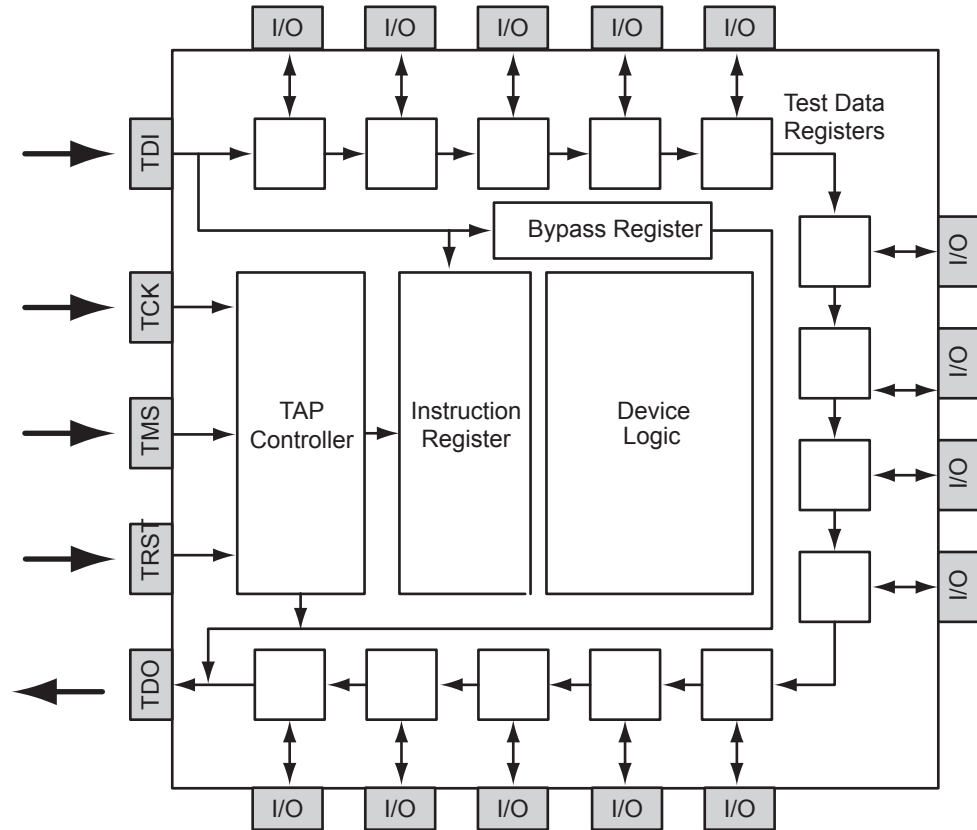 I/O I/O I/O I/O I/O
Test Data
Registers
TDI
Bypass Register
I/O
TCK
I/O
TMS
TAP
Controller
Instruction
Register
Device
Logic
I/O
TRST
I/O
TDO
I/O I/O I/O I/O I/O